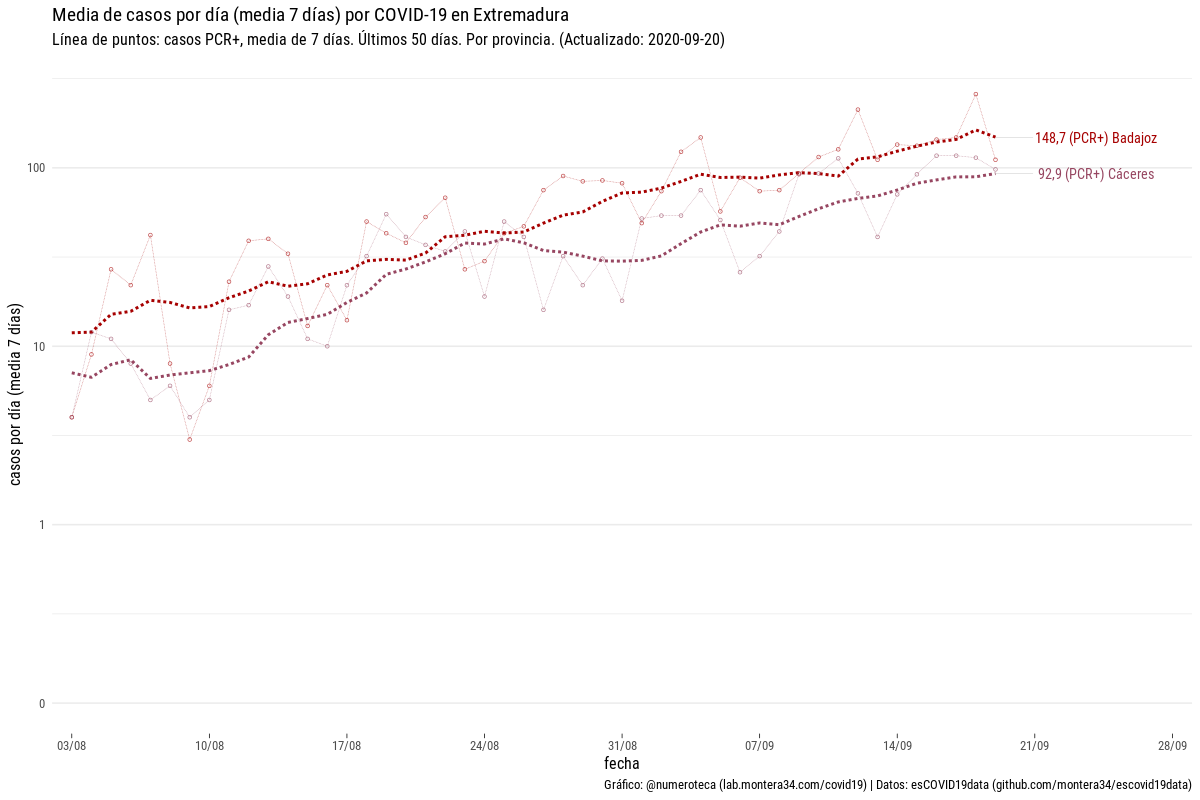 Media de casos por día (media 7 días) por COVID-19 en Extremadura
Línea de puntos: casos PCR+, media de 7 días. Últimos 50 días. Por provincia. (Actualizado: 2020-09-20)
casos por día (media 7 días)
100
10
1
0
148,7 (PCR+) Badajoz
92,9 (PCR+) Cáceres
03/08 10/08 17/08 24/08 31/08 07/09 14/09 21/09 28/09
fecha
Gráfico: @numeroteca (lab.montera34.com/covid19) | Datos: esCOVID19data (github.com/montera34/escovid19data)